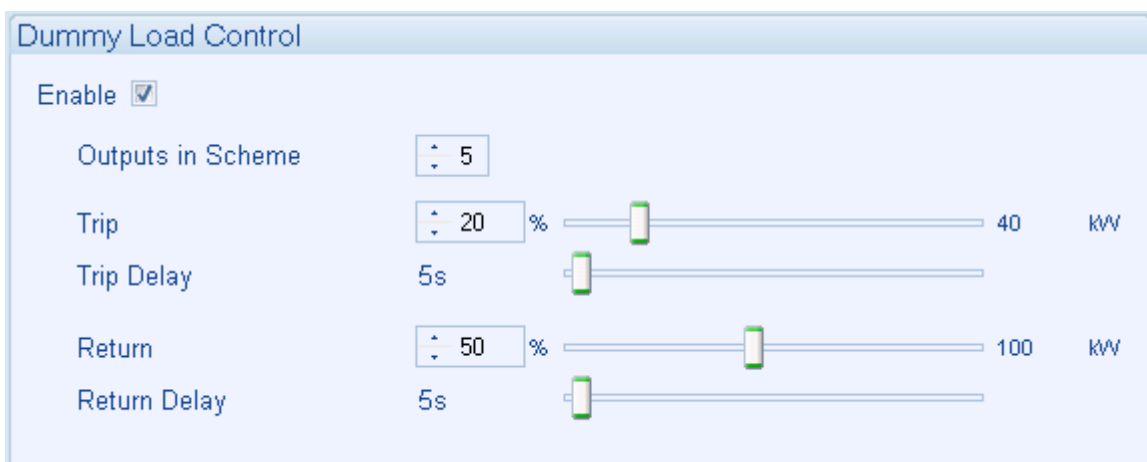 Dummy Load Control
Enable
Outputs in Scheme 5
Trip 20 % 40 kW
Trip Delay 5s
Return 50 % 100 kW
Return Delay 5s